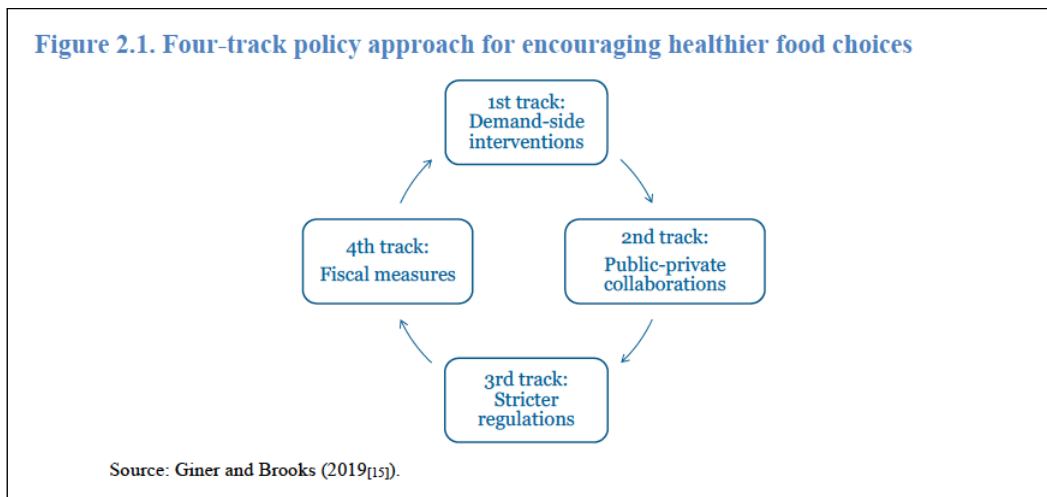 Figure 2.1. Four-track policy approach for encouraging healthier food choices
1st track:
Demand-side
interventions
4th track:
Fiscal measures
2nd track:
Public-private
collaborations
3rd track:
Stricter
regulations
Source: Giner and Brooks (2019[15]).